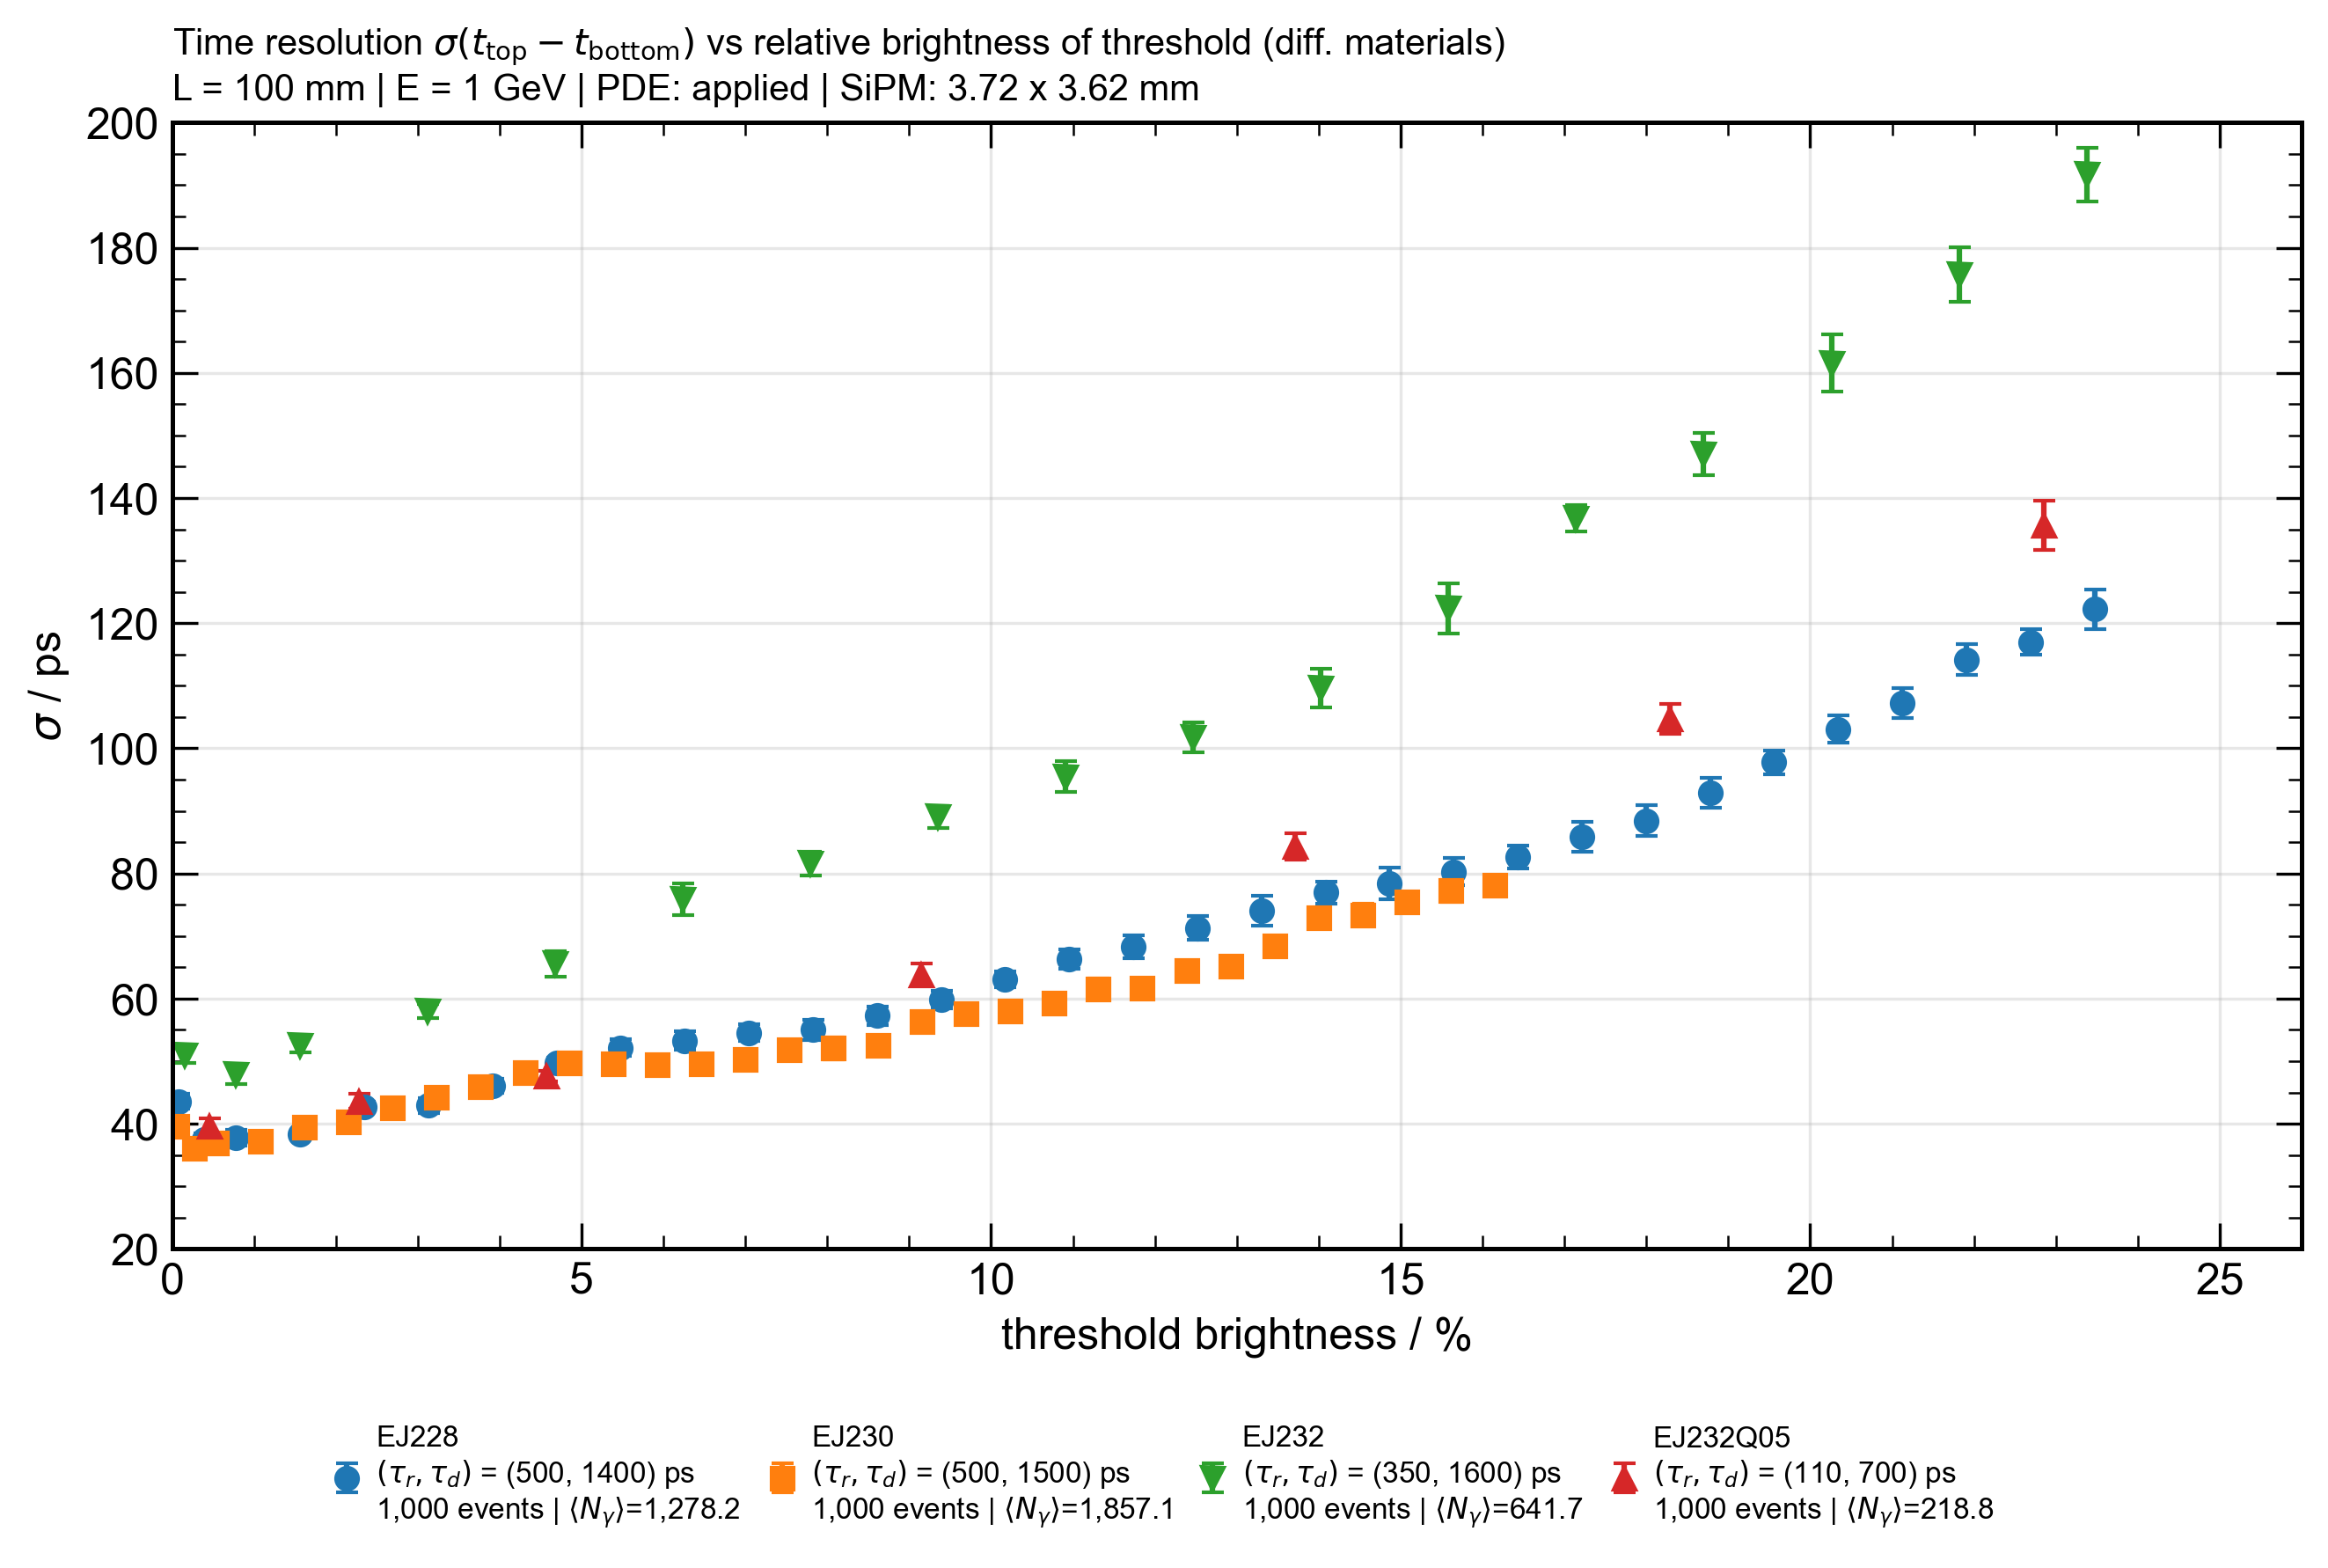 Time resolution σ(t_top − t_bottom) vs relative brightness of threshold (diff. materials)
L = 100 mm | E = 1 GeV | PDE: applied | SiPM: 3.72 x 3.62 mm
200
180
160
140
120
100
80
60
40
20
σ / ps
0 5 10 15 20 25
threshold brightness / %
EJ228
(τ_r, τ_d) = (500, 1400) ps
1,000 events | ⟨N_γ⟩=1,278.2
EJ230
(τ_r, τ_d) = (500, 1500) ps
1,000 events | ⟨N_γ⟩=1,857.1
EJ232
(τ_r, τ_d) = (350, 1600) ps
1,000 events | ⟨N_γ⟩=641.7
EJ232Q05
(τ_r, τ_d) = (110, 700) ps
1,000 events | ⟨N_γ⟩=218.8